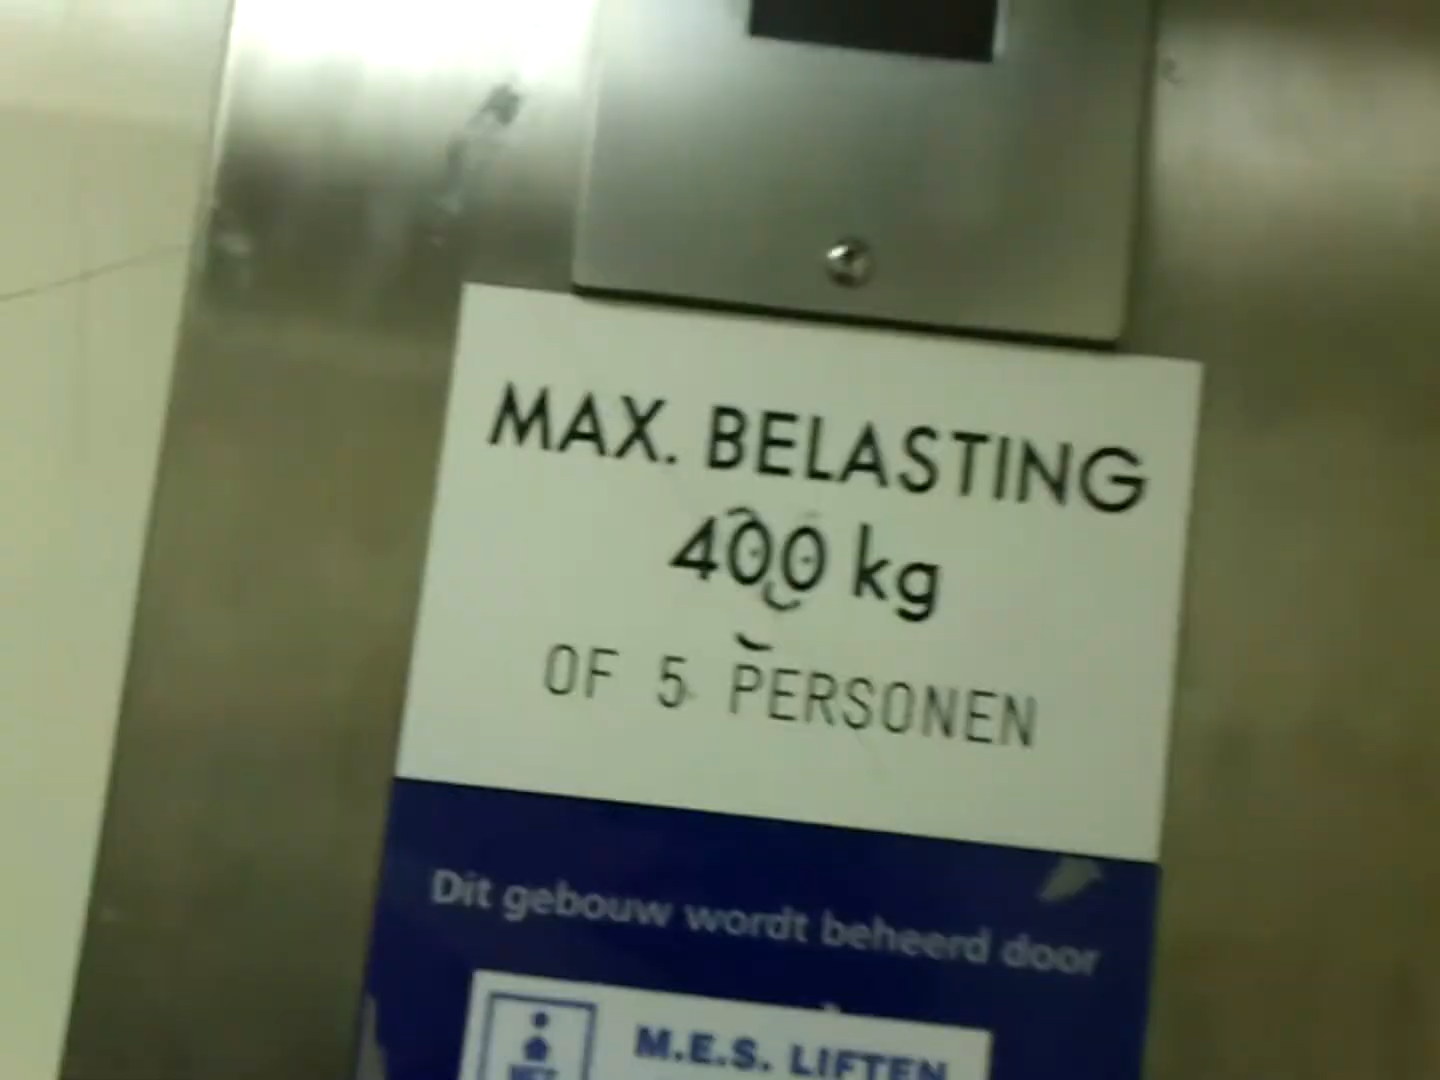 MAX. BELASTING
400 kg
OF 5 PERSONEN
Dit gebouw wordt beheerd door
M.E.S. LIFTEN